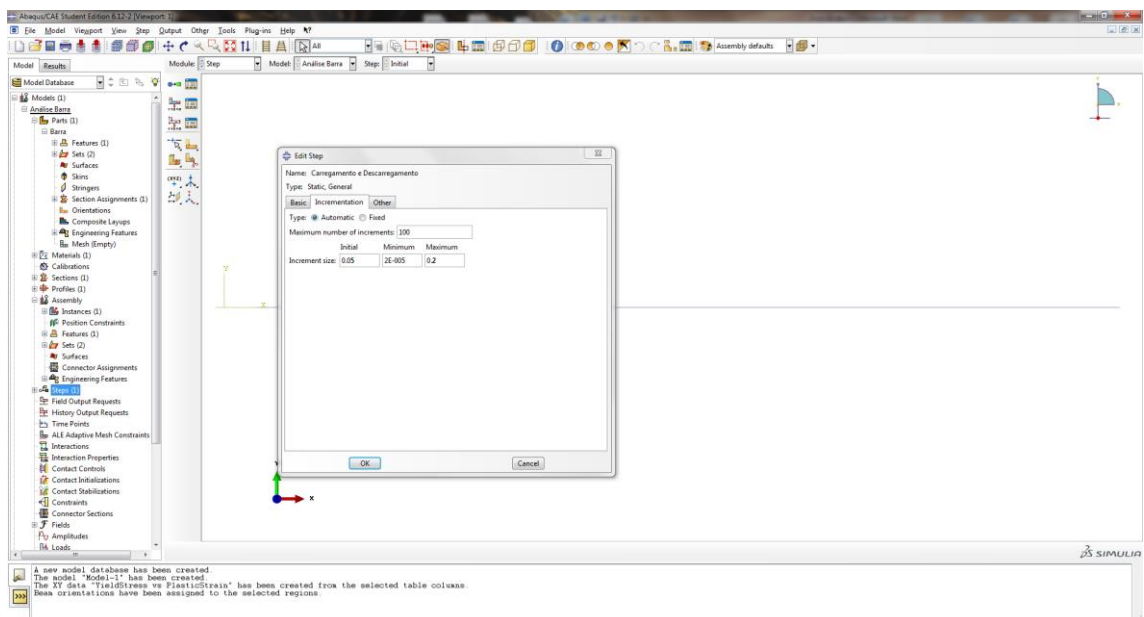 Abaqus/CAE Student Edition 6.12-2 [Viewport: 1]
File Model Viewport View Step Output Other Tools Plug-ins Help
All
Assembly defaults
Model Results
Module: Step Model: Análise Barra Step: Initial
Model Database
Models (1)
Análise Barra
Parts (1)
Barra
Features (1)
Sets (2)
Surfaces
Skins
Stringers
Section Assignments (1)
Orientations
Composite Layups
Engineering Features
Mesh (Empty)
Materials (1)
Calibrations
Sections (1)
Profiles (1)
Assembly
Instances (1)
Position Constraints
Features (1)
Sets (2)
Surfaces
Connector Assignments
Engineering Features
Steps (1)
Field Output Requests
History Output Requests
Time Points
ALE Adaptive Mesh Constraints
Interactions
Interaction Properties
Contact Controls
Contact Initializations
Contact Stabilizations
Constraints
Connector Sections
Fields
Amplitudes
Loads
Edit Step
Name: Carregamento e Descarregamento
Type: Static, General
Basic Incrementation Other
Type: Automatic Fixed
Maximum number of increments: 100
Initial Minimum Maximum
Increment size: 0.05 2E-005 0.2
OK Cancel
Y
X
SIMULIA
A new model database has been created.
The model "Model-1" has been created.
The XY data "YieldStress vs PlasticStrain" has been created from the selected table columns.
Beam orientations have been assigned to the selected regions.